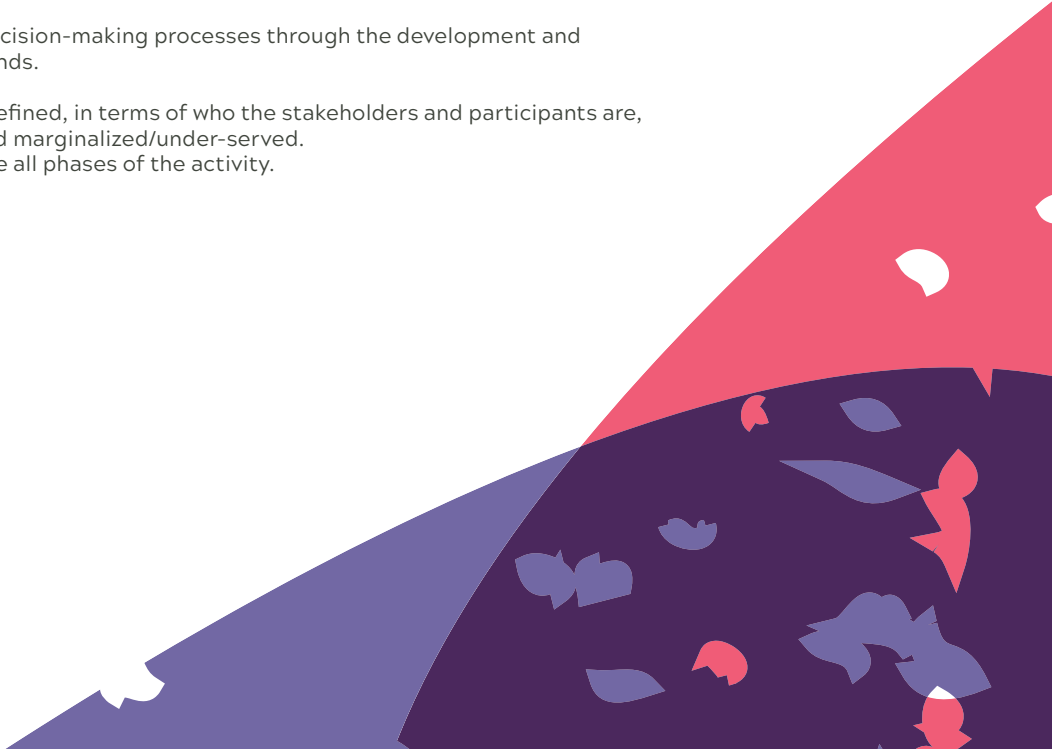 cision-making processes through the development and
nds.
efined, in terms of who the stakeholders and participants are,
d marginalized/under-served.
e all phases of the activity.